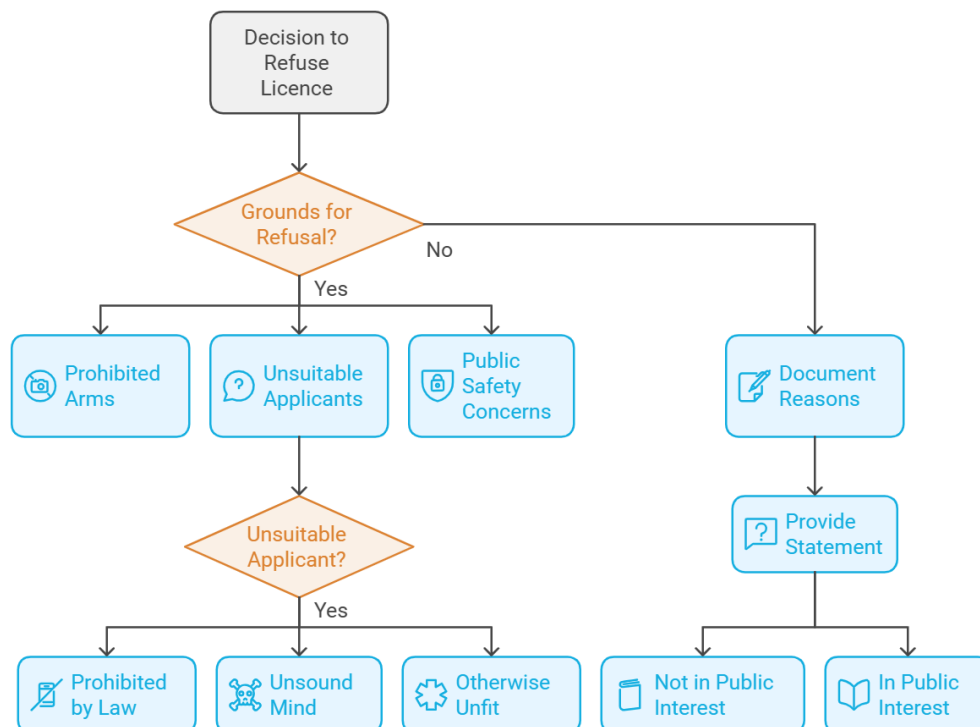 Decision to
Refuse
Licence
Grounds for
Refusal?
No
Yes
Prohibited
Arms
Unsuitable
Applicants
Public
Safety
Concerns
Document
Reasons
Unsuitable
Applicant?
Provide
Statement
Yes
Prohibited
by Law
Unsound
Mind
Otherwise
Unfit
Not in Public
Interest
In Public
Interest